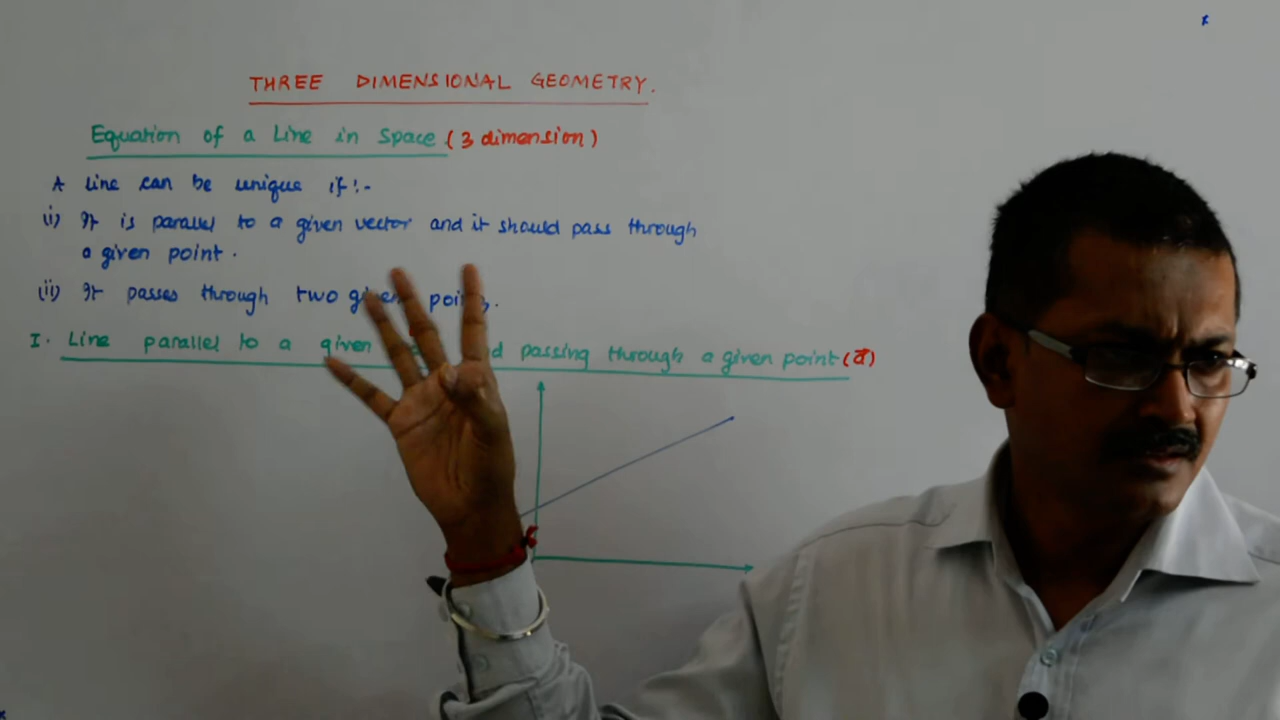 THREE DIMENSIONAL GEOMETRY.
Equation of a Line in Space (3 dimension)
A line can be unique if:-
(i) It is parallel to a given vector and it should pass through
a given point.
(ii) It passes through two given points.
I. Line parallel to a given passing through a given point (a⃗)